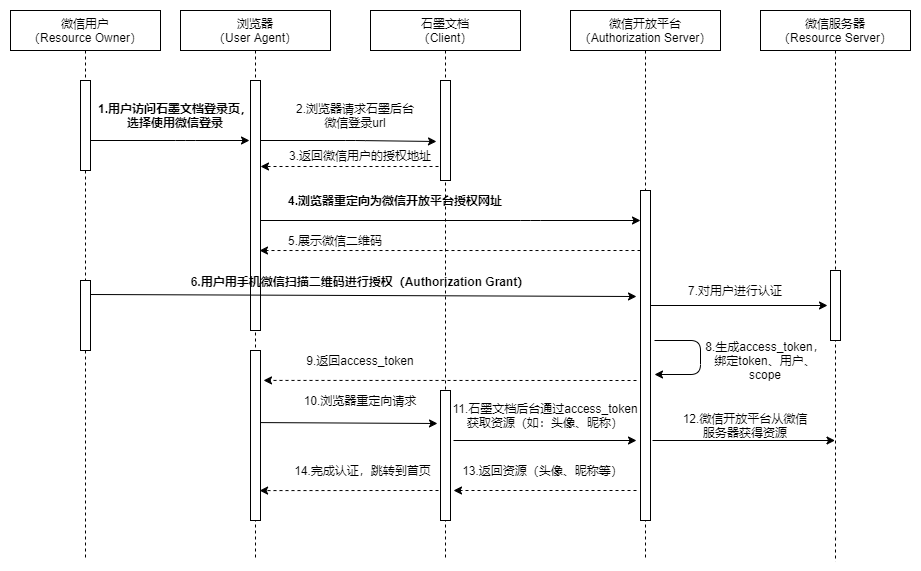 微信用户
（Resource Owner）
浏览器
（User Agent）
石墨文档
（Client）
微信开放平台
（Authorization Server）
微信服务器
（Resource Server）
1.用户访问石墨文档登录页，
选择使用微信登录
2.浏览器请求石墨后台
微信登录url
3.返回微信用户的授权地址
4.浏览器重定向为微信开放平台授权网址
5.展示微信二维码
6.用户用手机微信扫描二维码进行授权（Authorization Grant）
7.对用户进行认证
8.生成access_token，
绑定token、用户、
scope
9.返回access_token
10.浏览器重定向请求
11.石墨文档后台通过access_token
获取资源（如：头像、昵称）
12.微信开放平台从微信
服务器获得资源
13.返回资源（头像、昵称等）
14.完成认证，跳转到首页